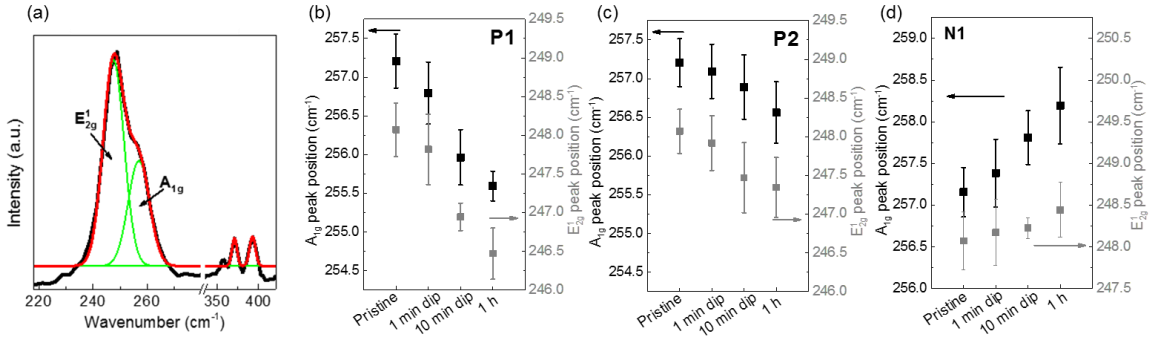 (a)
Intensity (a.u.)
E¹₂g
A₁g
220
240
260
350
400
Wavenumber (cm⁻¹)
(b)
P1
A₁g peak position (cm⁻¹)
257.5
257.0
256.5
256.0
255.5
255.0
254.5
249.5
249.0
248.5
248.0
247.5
247.0
246.5
246.0
E¹₂g peak position (cm⁻¹)
Pristine
1 min dip
10 min dip
1 h
(c)
P2
A₁g peak position (cm⁻¹)
257.5
257.0
256.5
256.0
255.5
255.0
254.5
249.5
249.0
248.5
248.0
247.5
247.0
246.5
246.0
E¹₂g peak position (cm⁻¹)
Pristine
1 min dip
10 min dip
1 h
(d)
N1
A₁g peak position (cm⁻¹)
259.0
258.5
258.0
257.5
257.0
256.5
256.0
250.5
250.0
249.5
249.0
248.5
248.0
247.5
E¹₂g peak position (cm⁻¹)
Pristine
1 min dip
10 min dip
1 h